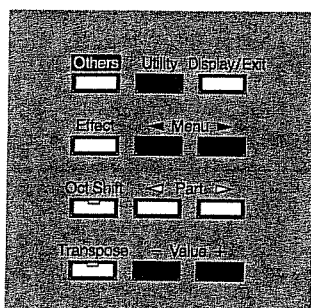 Others Utility Display/Exit
Effect ◄ Menu ►
Oct Shift ◁ Part ▷
Transpose − Value +